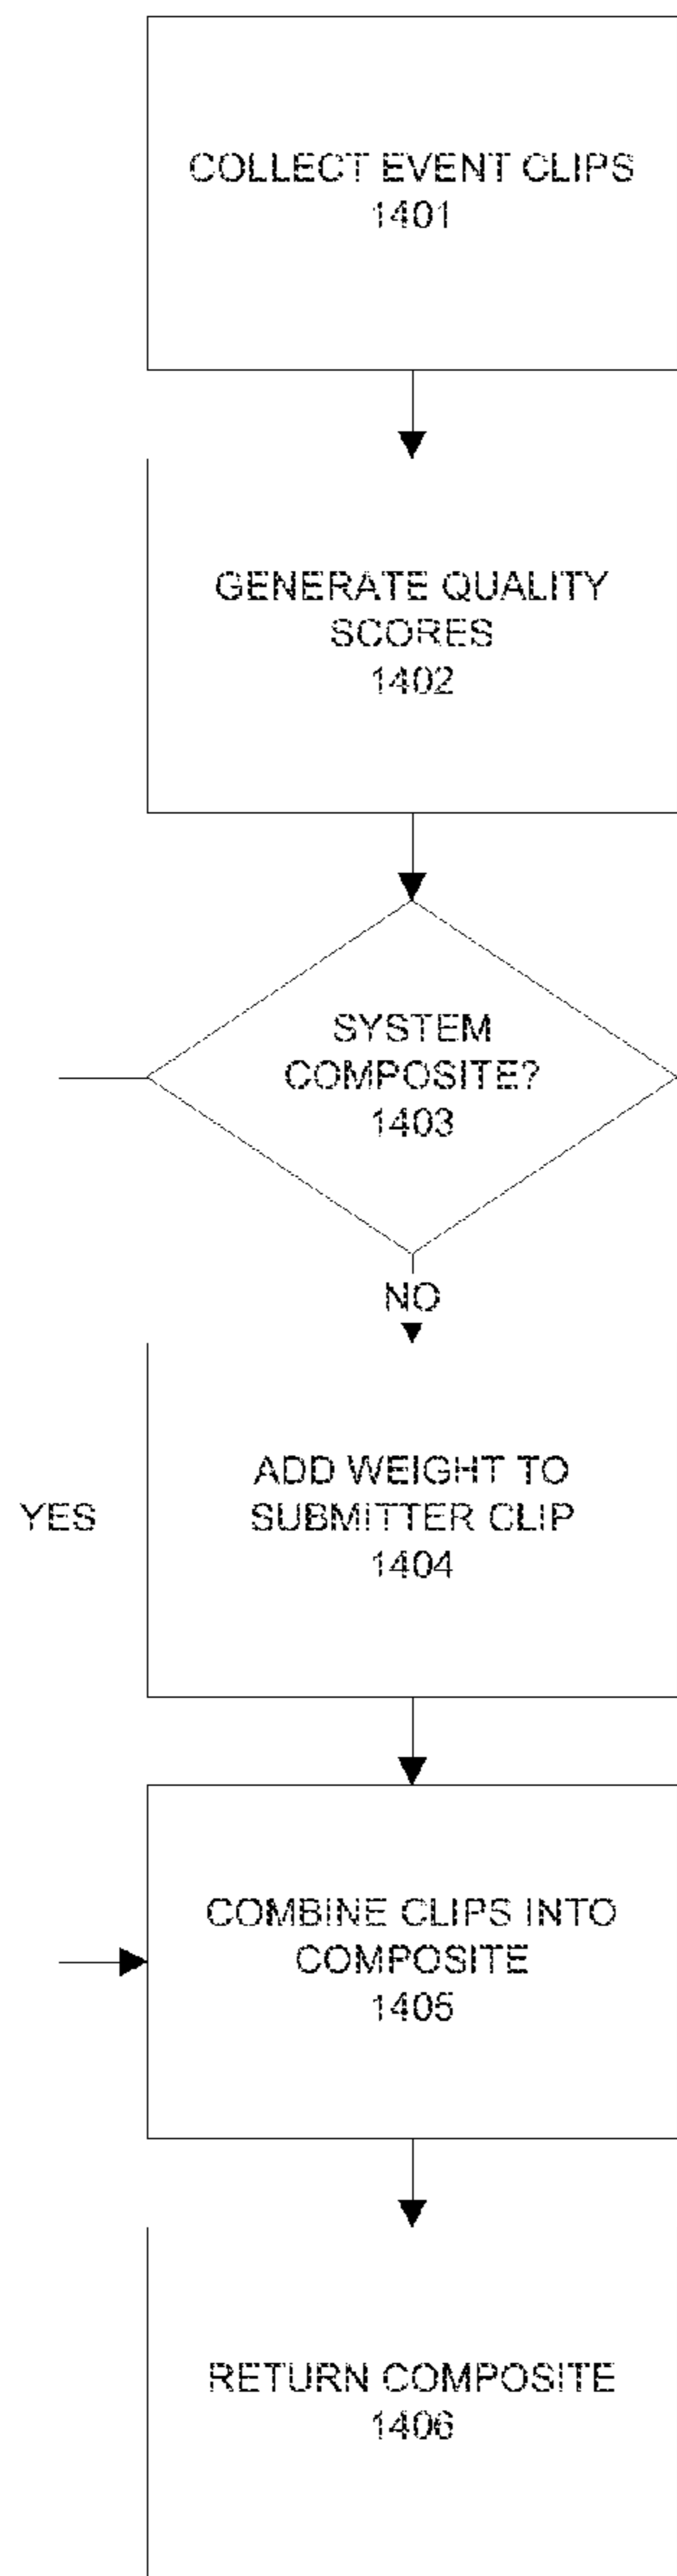 COLLECT EVENT CLIPS
1401
GENERATE QUALITY
SCORES
1402
SYSTEM
COMPOSITE?
1403
NO
ADD WEIGHT TO
SUBMITTER CLIP
1404
YES
COMBINE CLIPS INTO
COMPOSITE
1405
RETURN COMPOSITE
1406